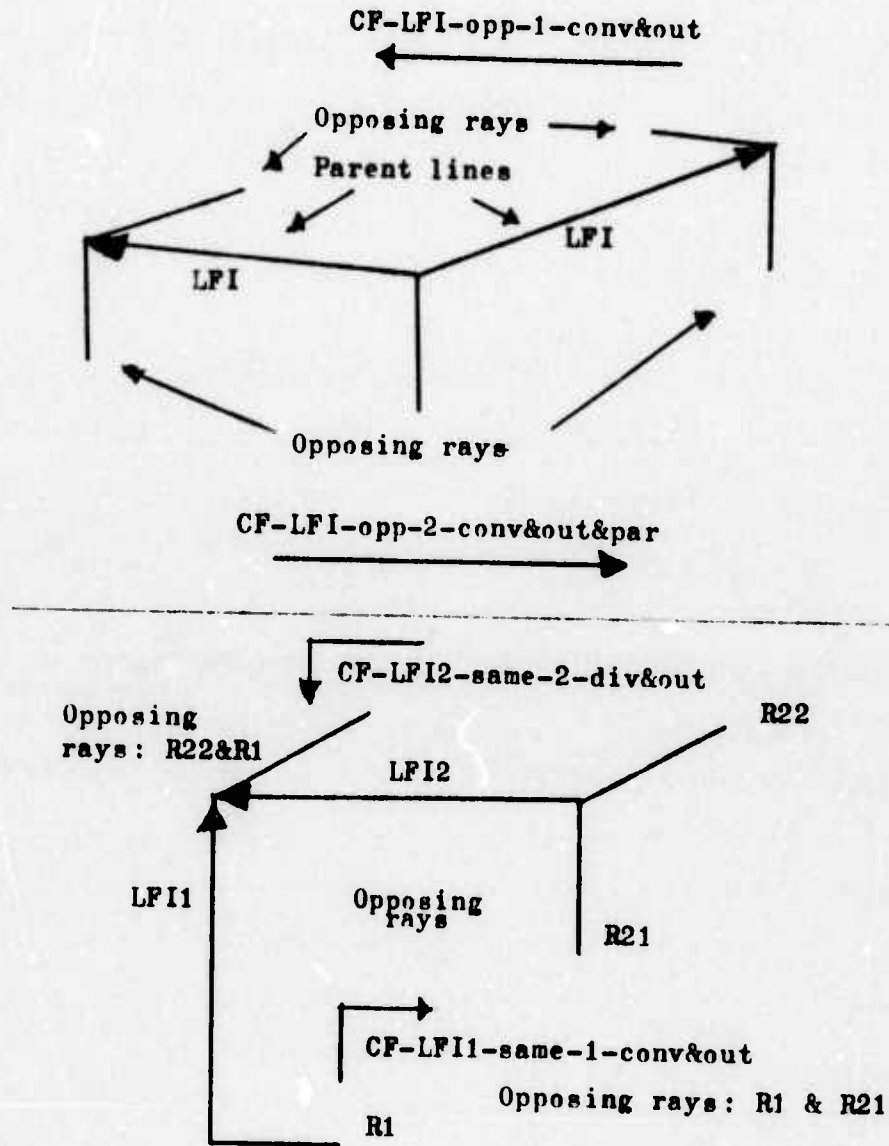 CF-LFI-opp-1-conv&out
Opposing rays
Parent lines
LFI
LFI
Opposing rays
CF-LFI-opp-2-conv&out&par
CF-LFI2-same-2-div&out
Opposing
rays: R22&R1
R22
LFI2
LFI1
Opposing
rays
R21
CF-LFI1-same-1-conv&out
Opposing rays: R1 & R21
R1